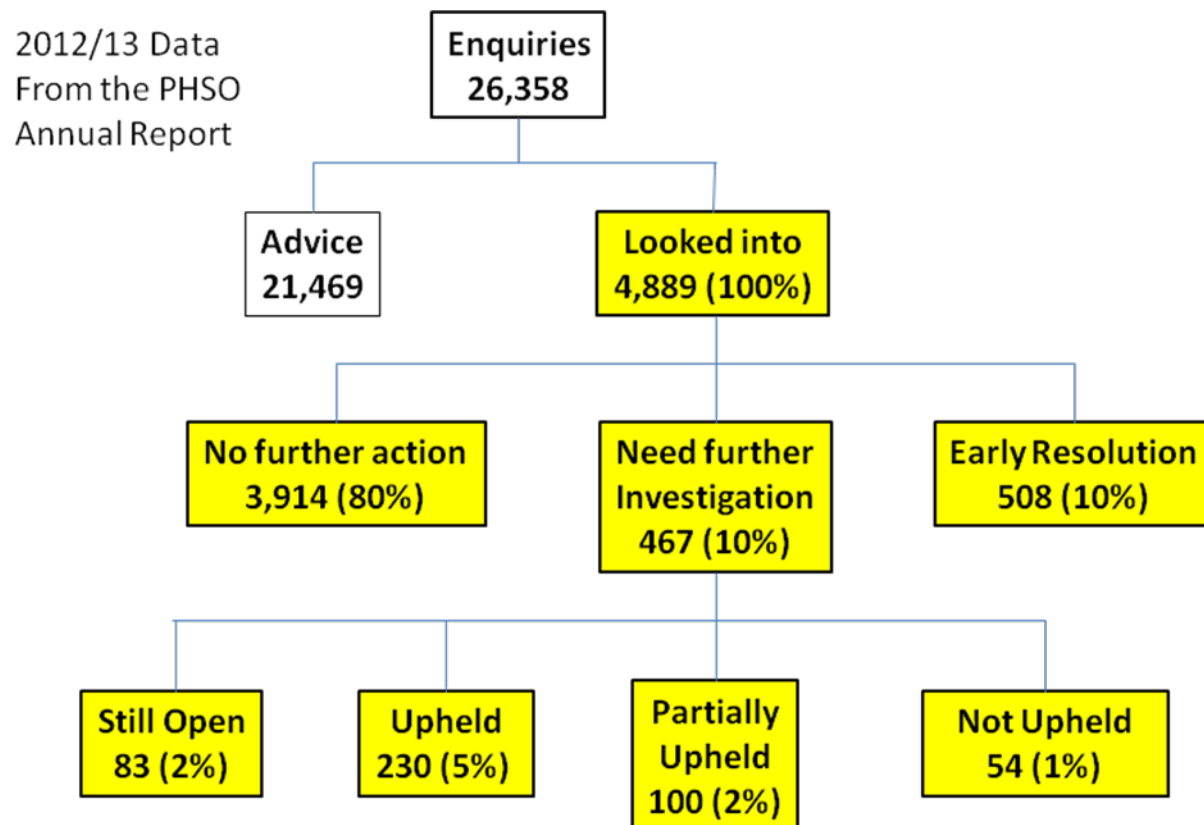 2012/13 Data
From the PHSO
Annual Report
Enquiries
26,358
Advice
21,469
Looked into
4,889 (100%)
No further action
3,914 (80%)
Need further
Investigation
467 (10%)
Early Resolution
508 (10%)
Still Open
83 (2%)
Upheld
230 (5%)
Partially
Upheld
100 (2%)
Not Upheld
54 (1%)